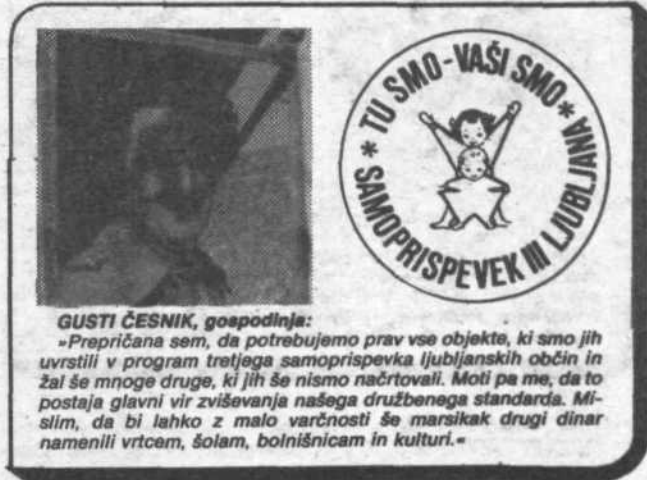 * TU SMO-VAŠI SMO *
SAMOPRISPEVEK III LJUBLJANA
GUSTI ČESNIK, gospodinja:
»Prepričana sem, da potrebujemo prav vse objekte, ki smo jih
uvrstili v program tretjega samoprispevka ljubljanskih občin in
žal še mnoge druge, ki jih še nismo načrtovali. Moti pa me, da to
postaja glavni vir zviševanja našega družbenega standarda. Mi-
slim, da bi lahko z malo varčnosti še marsikak drugi dinar
namenili vrtcem, šolam, bolnišnicam in kulturi.«